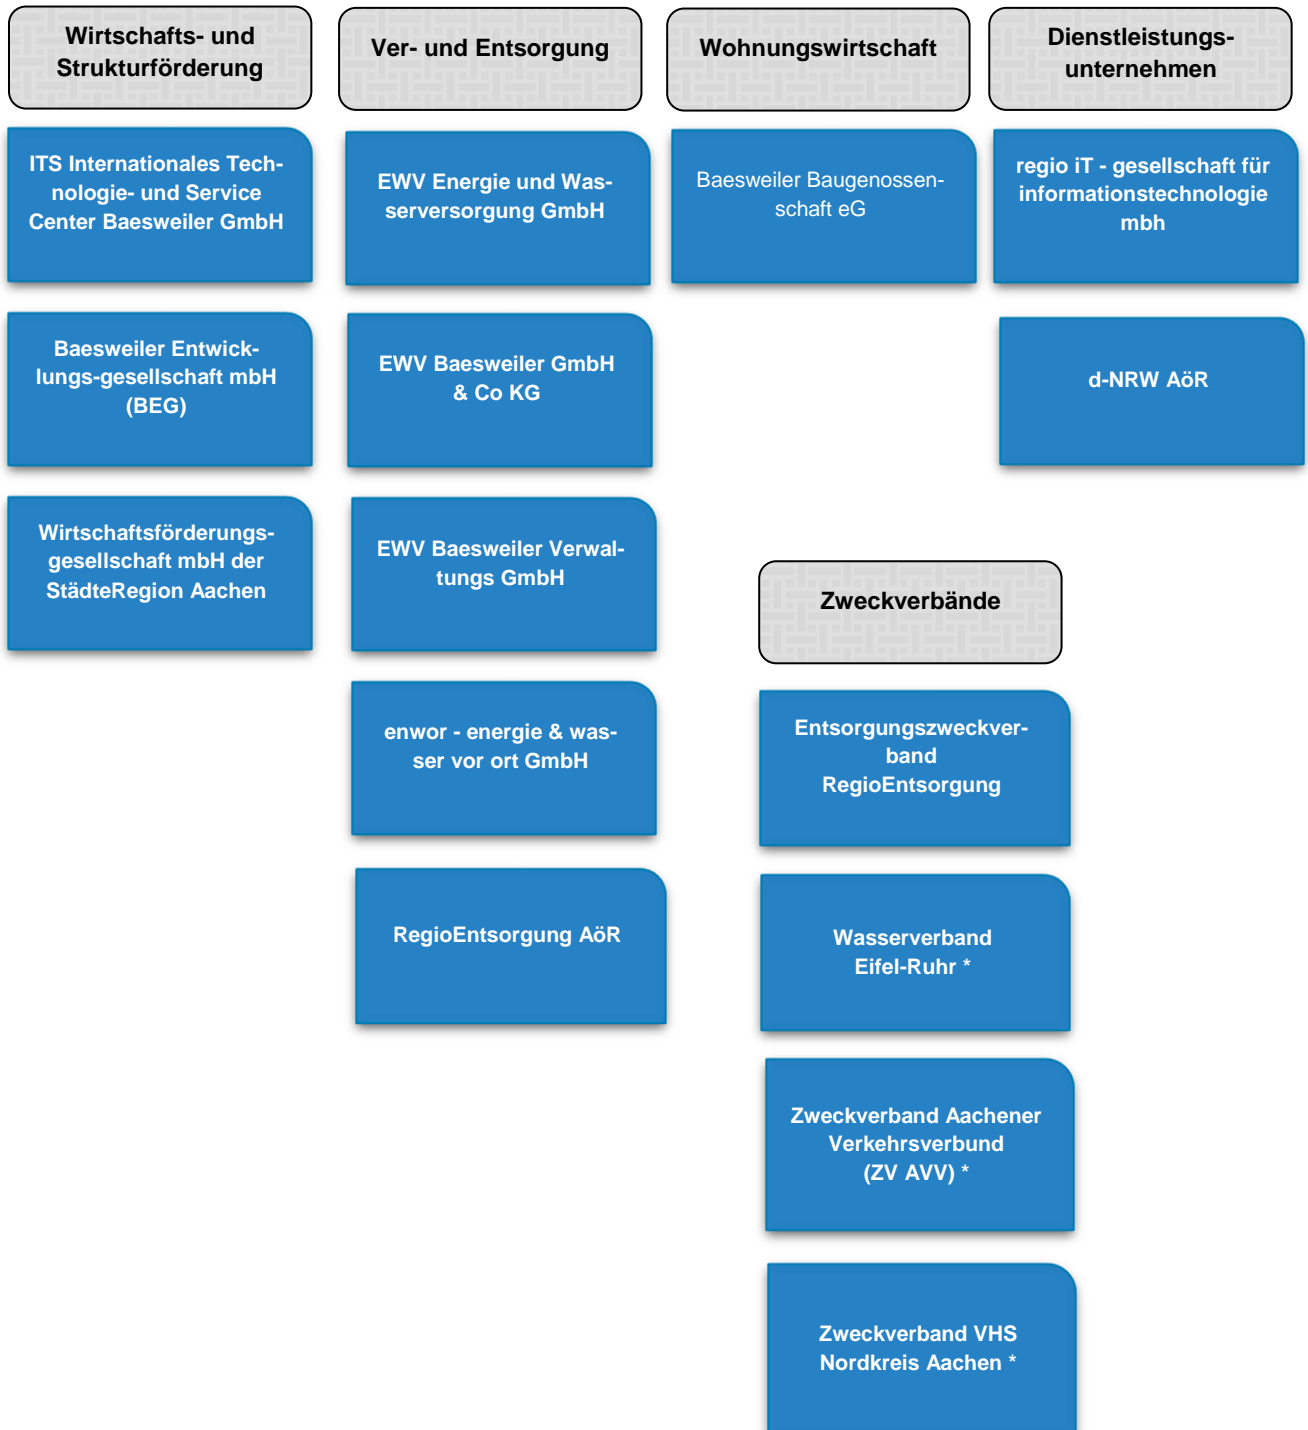 Wirtschafts- und
Strukturförderung
ITS Internationales Tech-
nologie- und Service
Center Baesweiler GmbH
Baesweiler Entwick-
lungs-gesellschaft mbH
(BEG)
Wirtschaftsförderungs-
gesellschaft mbH der
StädteRegion Aachen
Ver- und Entsorgung
EWV Energie und Was-
serversorgung GmbH
EWV Baesweiler GmbH
& Co KG
EWV Baesweiler Verwal-
tungs GmbH
enwor - energie & was-
ser vor ort GmbH
RegioEntsorgung AöR
Wohnungswirtschaft
Baesweiler Baugenossen-
schaft eG
Dienstleistungs-
unternehmen
regio iT - gesellschaft für
informationstechnologie
mbh
d-NRW AöR
Zweckverbände
Entsorgungszweckver-
band
RegioEntsorgung
Wasserverband
Eifel-Ruhr *
Zweckverband Aachener
Verkehrsverbund
(ZV AVV) *
Zweckverband VHS
Nordkreis Aachen *